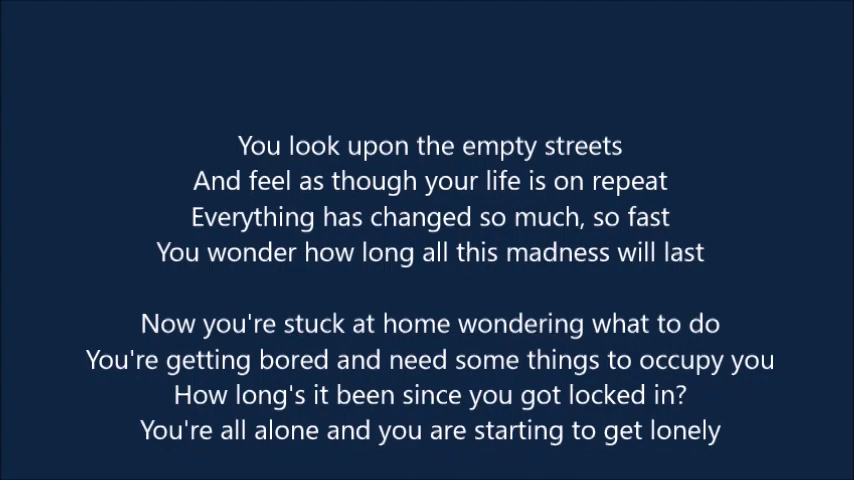 You look upon the empty streets
And feel as though your life is on repeat
Everything has changed so much, so fast
You wonder how long all this madness will last
Now you're stuck at home wondering what to do
You're getting bored and need some things to occupy you
How long's it been since you got locked in?
You're all alone and you are starting to get lonely